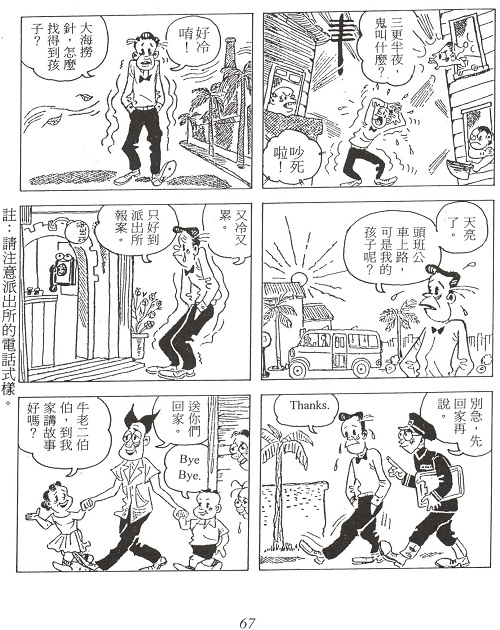 三更半夜，
鬼叫什麼？
吵死
啦！
好冷
唷！
大海撈
針，怎麼
找得到孩
子？
天亮
了。
頭班公
車上路，
可是我的
孩子呢？
又冷又
累。
只好到
派出所
報案。
別急，先
回家再
說。
Thanks.
送你們
回家。
Bye
Bye.
牛老二伯
伯，到我
家講故事
好嗎？
註：請注意派出所的電話式樣。
67